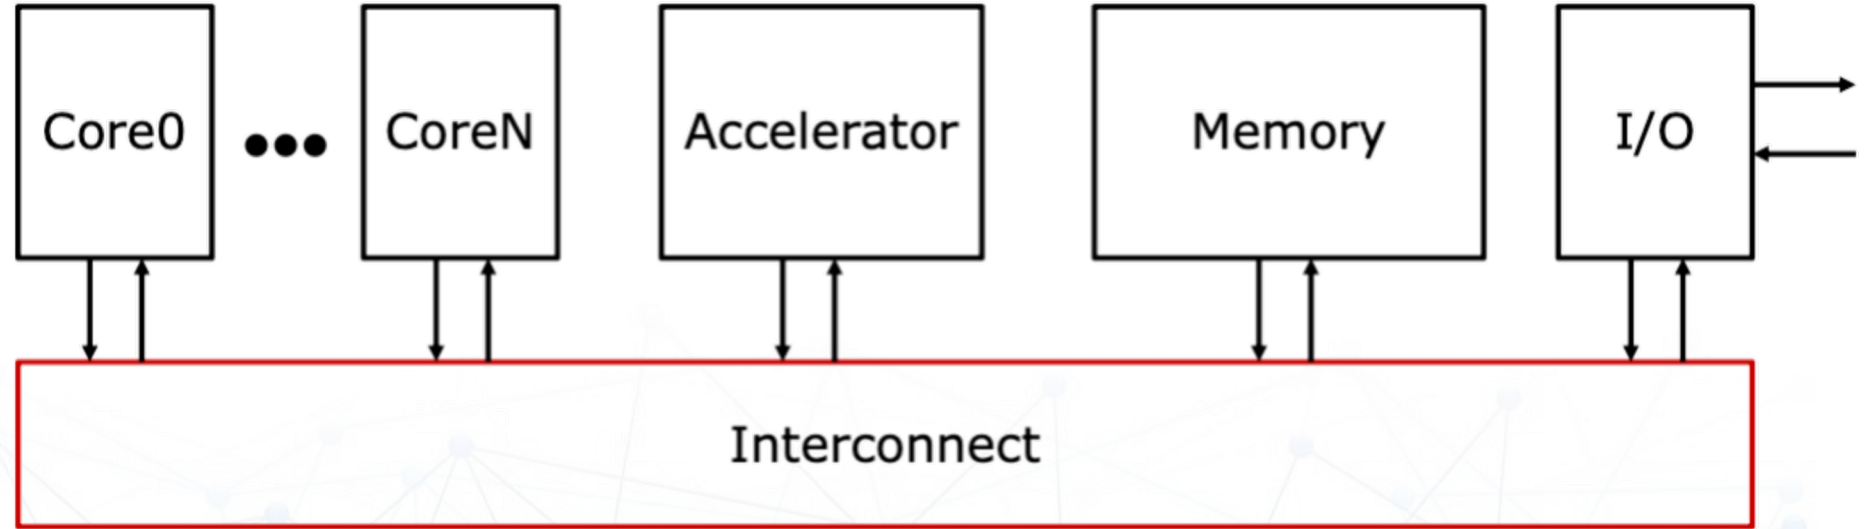 Core0
CoreN
Accelerator
Memory
I/O
Interconnect